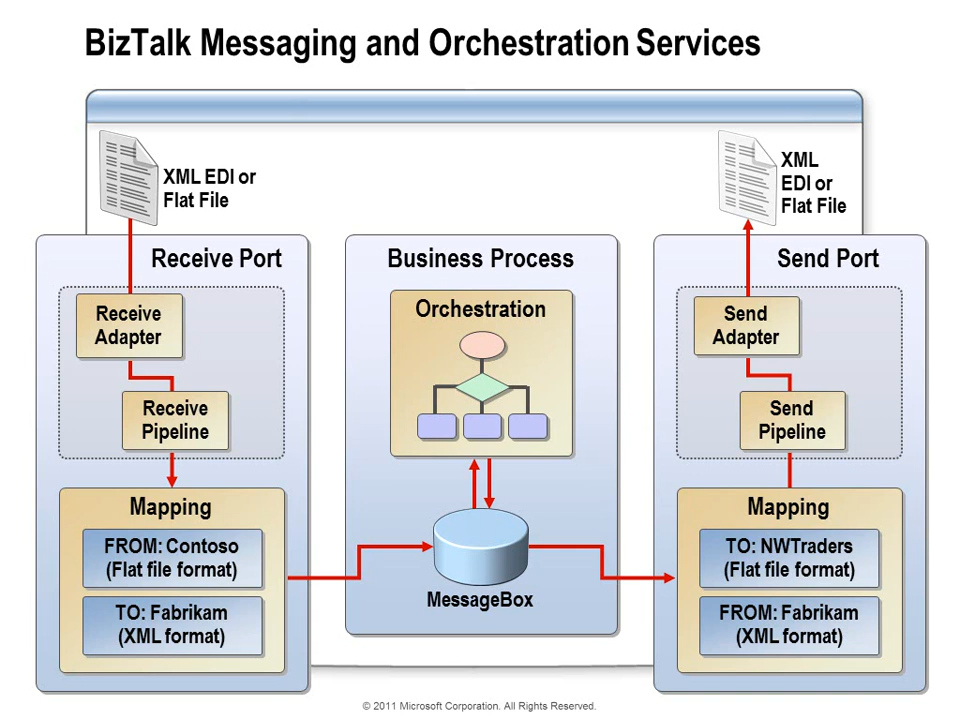 BizTalk Messaging and Orchestration Services
XML EDI or
Flat File
XML
EDI or
Flat File
Receive Port
Receive
Adapter
Receive
Pipeline
Mapping
FROM: Contoso
(Flat file format)
TO: Fabrikam
(XML format)
Business Process
Orchestration
MessageBox
Send Port
Send
Adapter
Send
Pipeline
Mapping
TO: NWTraders
(Flat file format)
FROM: Fabrikam
(XML format)
© 2011 Microsoft Corporation. All Rights Reserved.